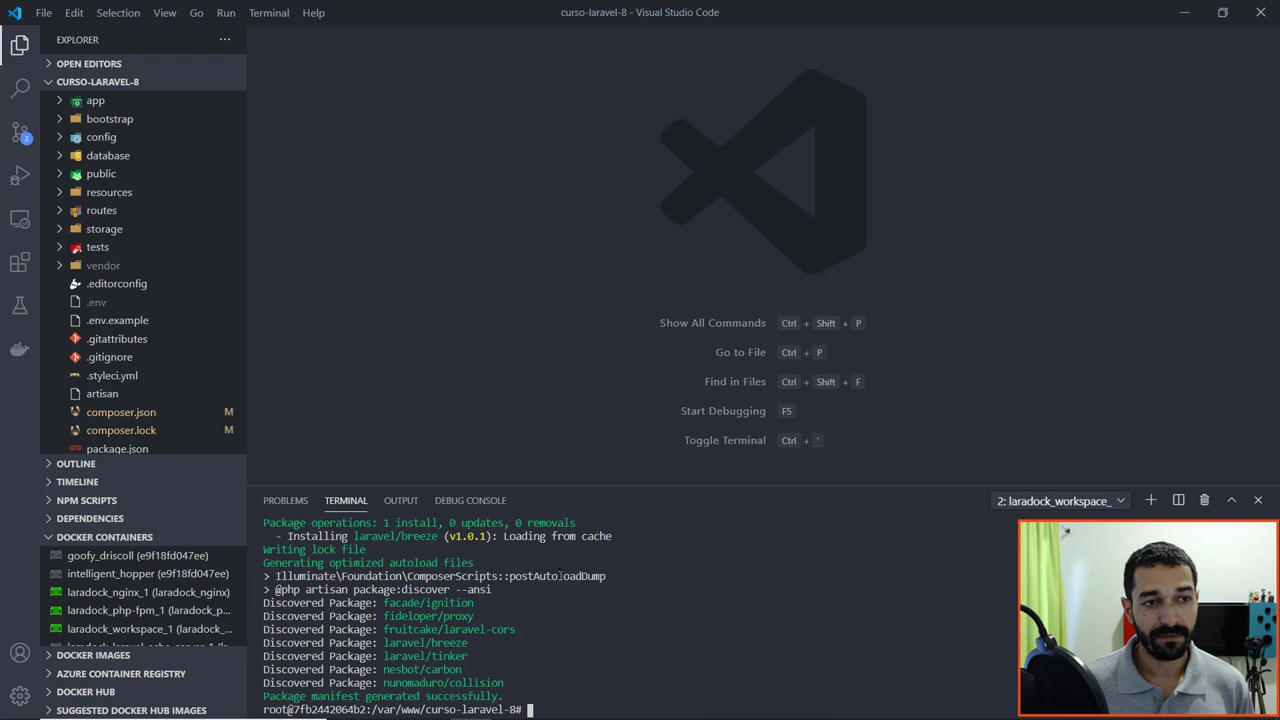 File Edit Selection View Go Run Terminal Help
curso-laravel-8 - Visual Studio Code
EXPLORER
OPEN EDITORS
CURSO-LARAVEL-8
app
bootstrap
config
database
public
resources
routes
storage
tests
vendor
.editorconfig
.env
.env.example
.gitattributes
.gitignore
.styleci.yml
artisan
composer.json M
composer.lock M
package.json
OUTLINE
TIMELINE
NPM SCRIPTS
DEPENDENCIES
DOCKER CONTAINERS
goofy_driscoll (e9f18fd047ee)
intelligent_hopper (e9f18fd047ee)
laradock_nginx_1 (laradock_nginx)
laradock_php-fpm_1 (laradock_p...
laradock_workspace_1 (laradock_...
DOCKER IMAGES
AZURE CONTAINER REGISTRY
DOCKER HUB
SUGGESTED DOCKER HUB IMAGES
2
Show All Commands Ctrl + Shift + P
Go to File Ctrl + P
Find in Files Ctrl + Shift + F
Start Debugging F5
Toggle Terminal Ctrl + '
PROBLEMS TERMINAL OUTPUT DEBUG CONSOLE
2: laradock_workspace_
Package operations: 1 install, 0 updates, 0 removals
- Installing laravel/breeze (v1.0.1): Loading from cache
Writing lock file
Generating optimized autoload files
> Illuminate\Foundation\ComposerScripts::postAutoloadDump
> @php artisan package:discover --ansi
Discovered Package: facade/ignition
Discovered Package: fideloper/proxy
Discovered Package: fruitcake/laravel-cors
Discovered Package: laravel/breeze
Discovered Package: laravel/tinker
Discovered Package: nesbot/carbon
Discovered Package: nunomaduro/collision
Package manifest generated successfully.
root@7fb2442064b2:/var/www/curso-laravel-8#